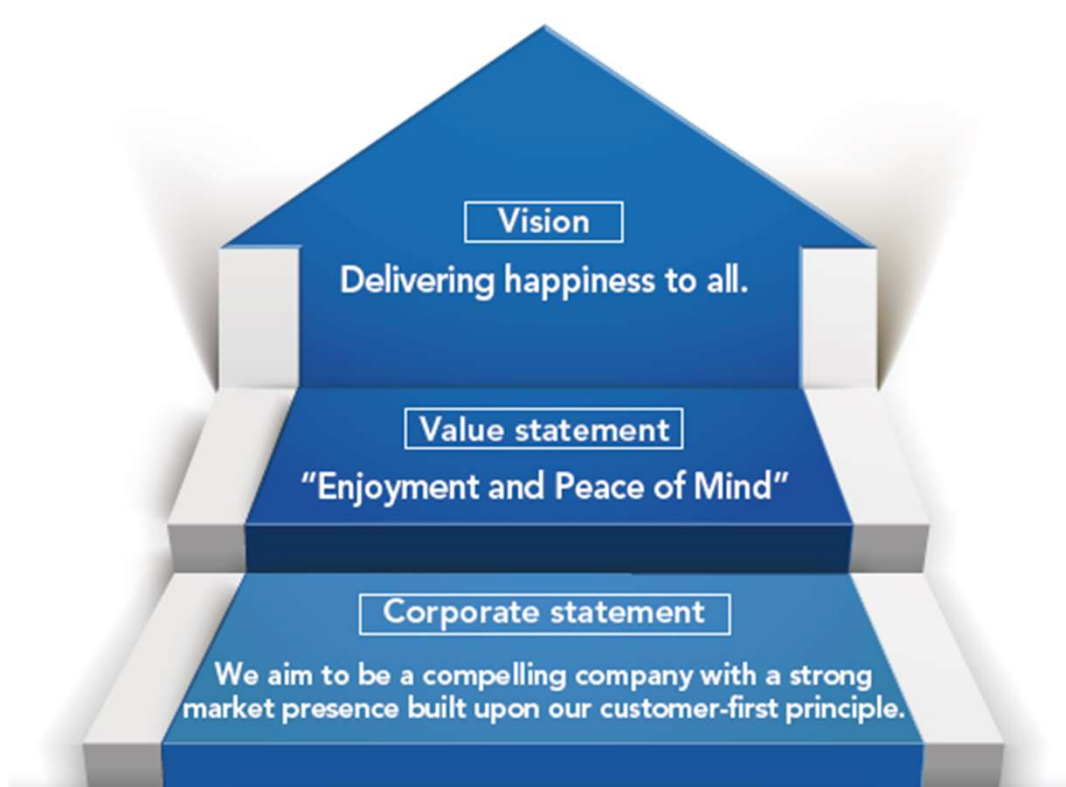 Vision
Delivering happiness to all.
Value statement
“Enjoyment and Peace of Mind”
Corporate statement
We aim to be a compelling company with a strong
market presence built upon our customer-first principle.